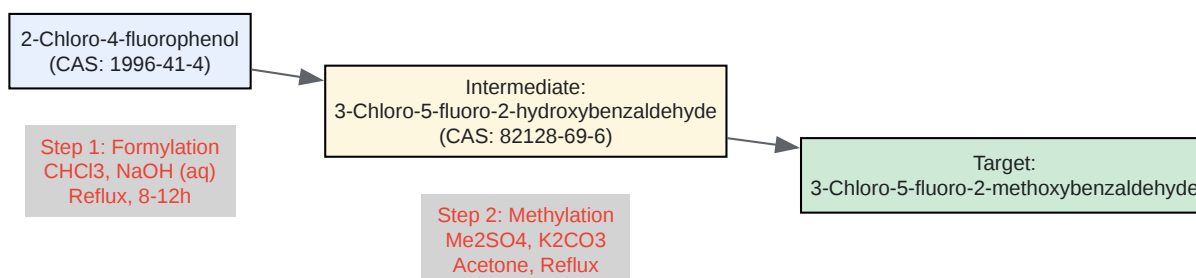 2-Chloro-4-fluorophenol
(CAS: 1996-41-4)
Step 1: Formylation
CHCl3, NaOH (aq)
Reflux, 8-12h
Intermediate:
3-Chloro-5-fluoro-2-hydroxybenzaldehyde
(CAS: 82128-69-6)
Step 2: Methylation
Me2SO4, K2CO3
Acetone, Reflux
Target:
3-Chloro-5-fluoro-2-methoxybenzaldehyde